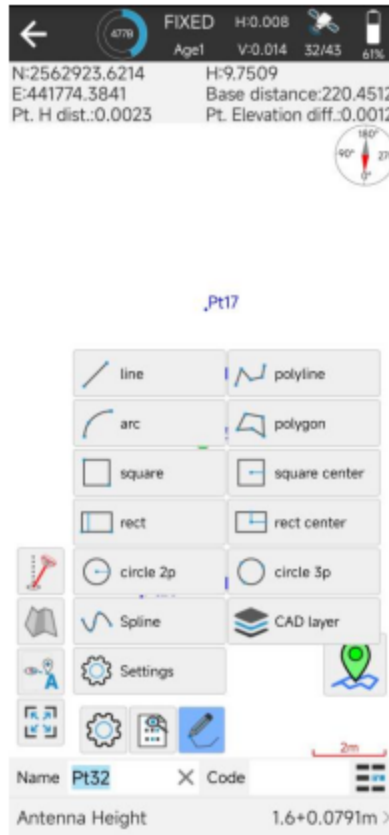 4778 FIXED H:0.008
Age1 V:0.014 32/43 61%
N:2562923.6214 H:9.7509
E:441774.3841 Base distance:220.4512
Pt. H dist.:0.0023 Pt. Elevation diff.:0.0012
180°
90° 27
0°
Pt17
line polyline
arc polygon
square square center
rect rect center
circle 2p circle 3p
Spline CAD layer
A Settings
2m
Name Pt32 Code
Antenna Height 1.6+0.0791m